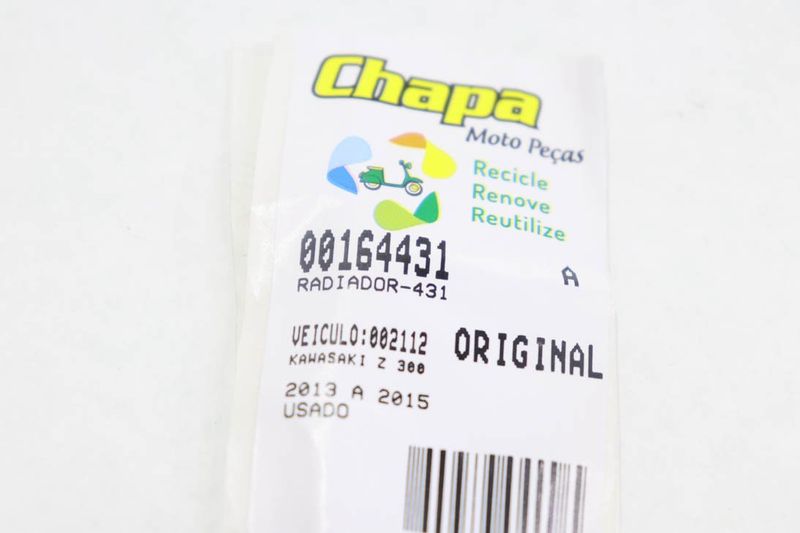 Chapa
Moto Peças
Recicle
Renove
Reutilize
00164431 A
RADIADOR-431
VEICULO:002112 ORIGINAL
KAWASAKI Z 300
2013 A 2015
USADO